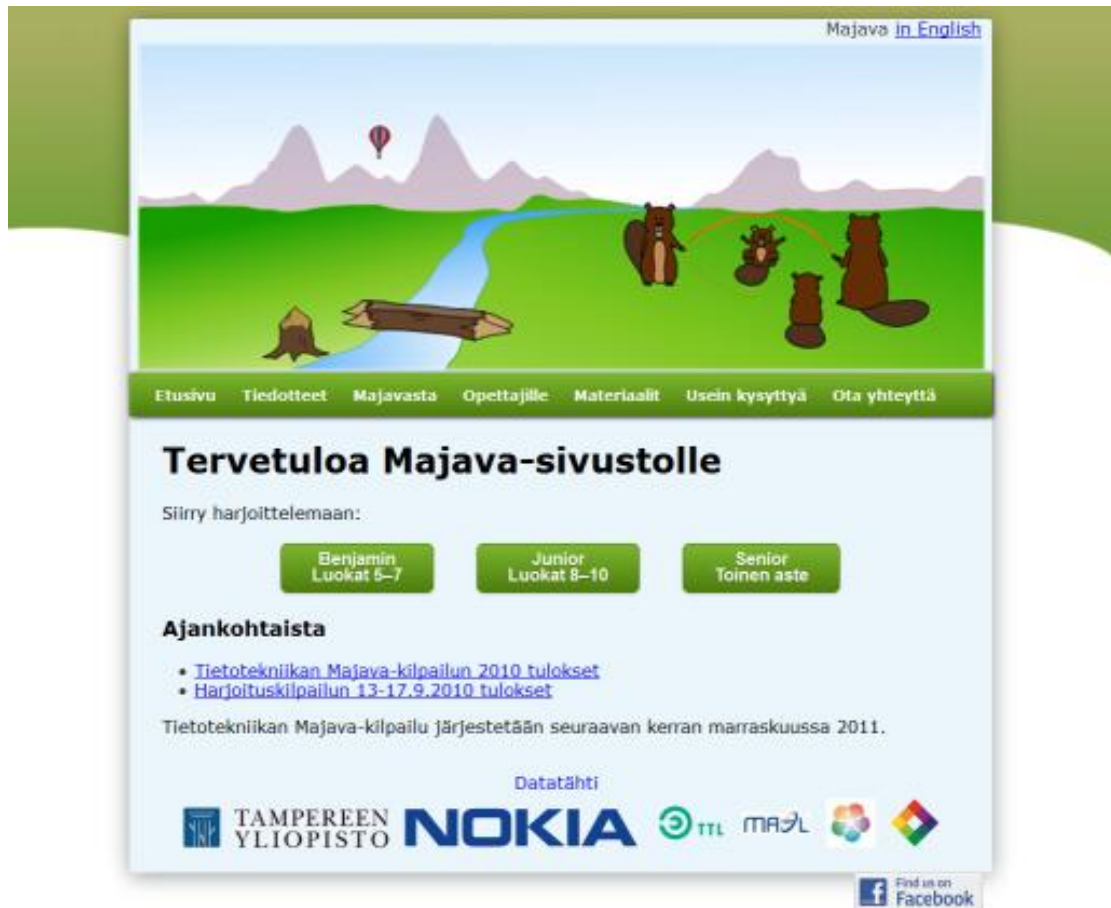 Majava in English
Etusivu Tiedotteet Majavasta Opettajille Materiaalit Usein kysyttyä Ota yhteyttä
Tervetuloa Majava-sivustolle
Siirry harjoittelemaan:
Benjamin
Luokat 5–7
Junior
Luokat 8–10
Senior
Toinen aste
Ajankohtaista
• Tietotekniikan Majava-kilpailun 2010 tulokset
• Harjoituskilpailun 13-17.9.2010 tulokset
Tietotekniikan Majava-kilpailu järjestetään seuraavan kerran marraskuussa 2011.
Datatähti
TAMPEREEN
YLIOPISTO
NOKIA
TTL
MAOL
Find us on
Facebook